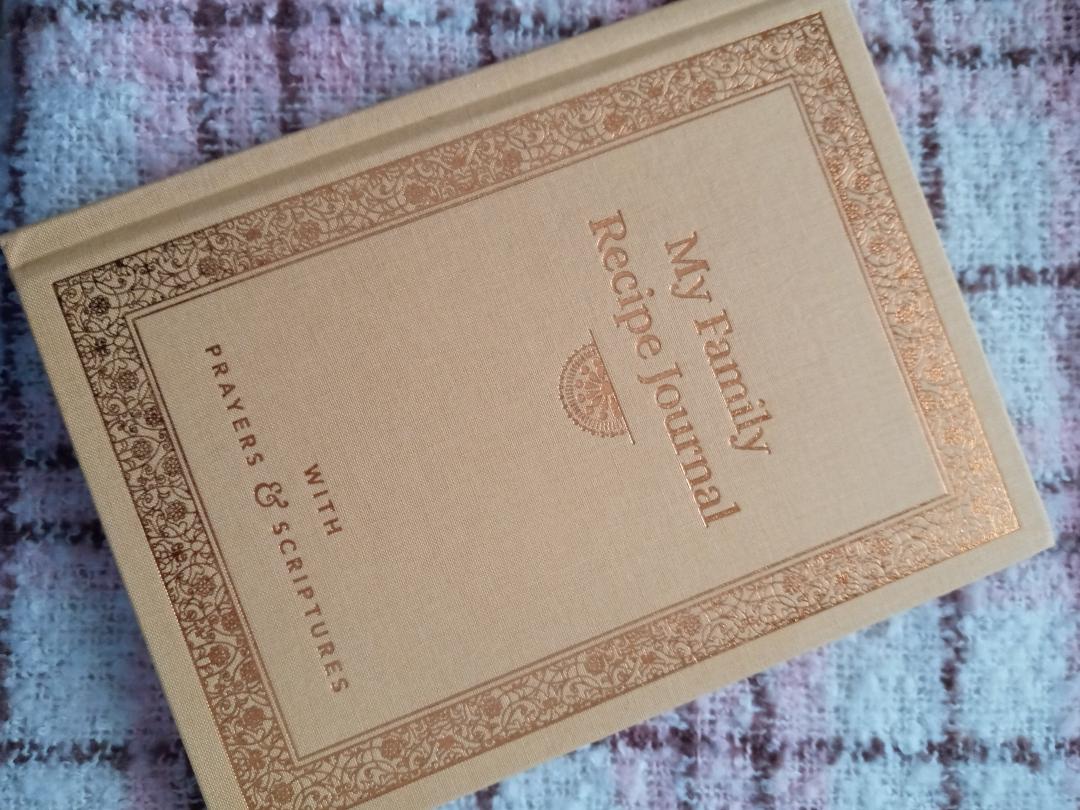 My Family
Recipe Journal
WITH
PRAYERS & SCRIPTURES